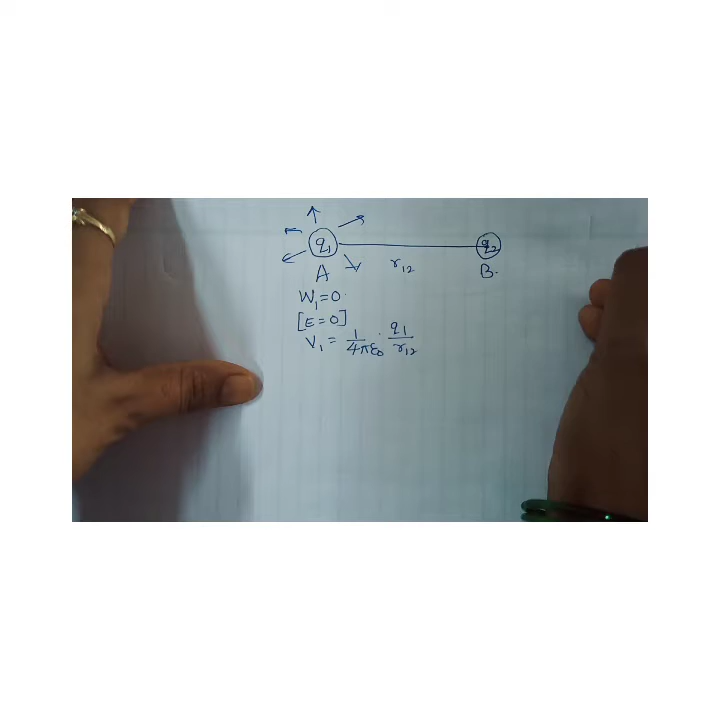 q₁ q₂
r₁₂
A B.
W₁=0.
[E=0]
V₁ = 1/4πε₀ · q₁/r₁₂